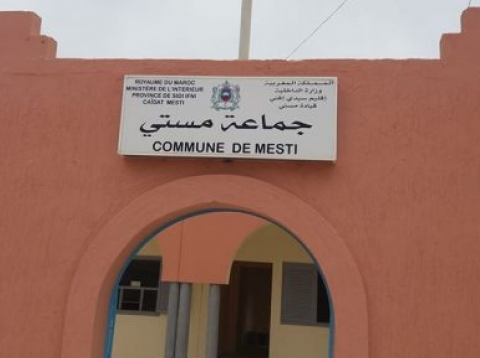 ROYAUME DU MAROC
MINISTÈRE DE L'INTERIEUR
PROVINCE DE SIDI IFNI
CAÏDAT MESTI
المملكة المغربية
وزارة الداخلية
إقليم سيدي إفني
قيادة مستي
جماعة مستي
COMMUNE DE MESTI